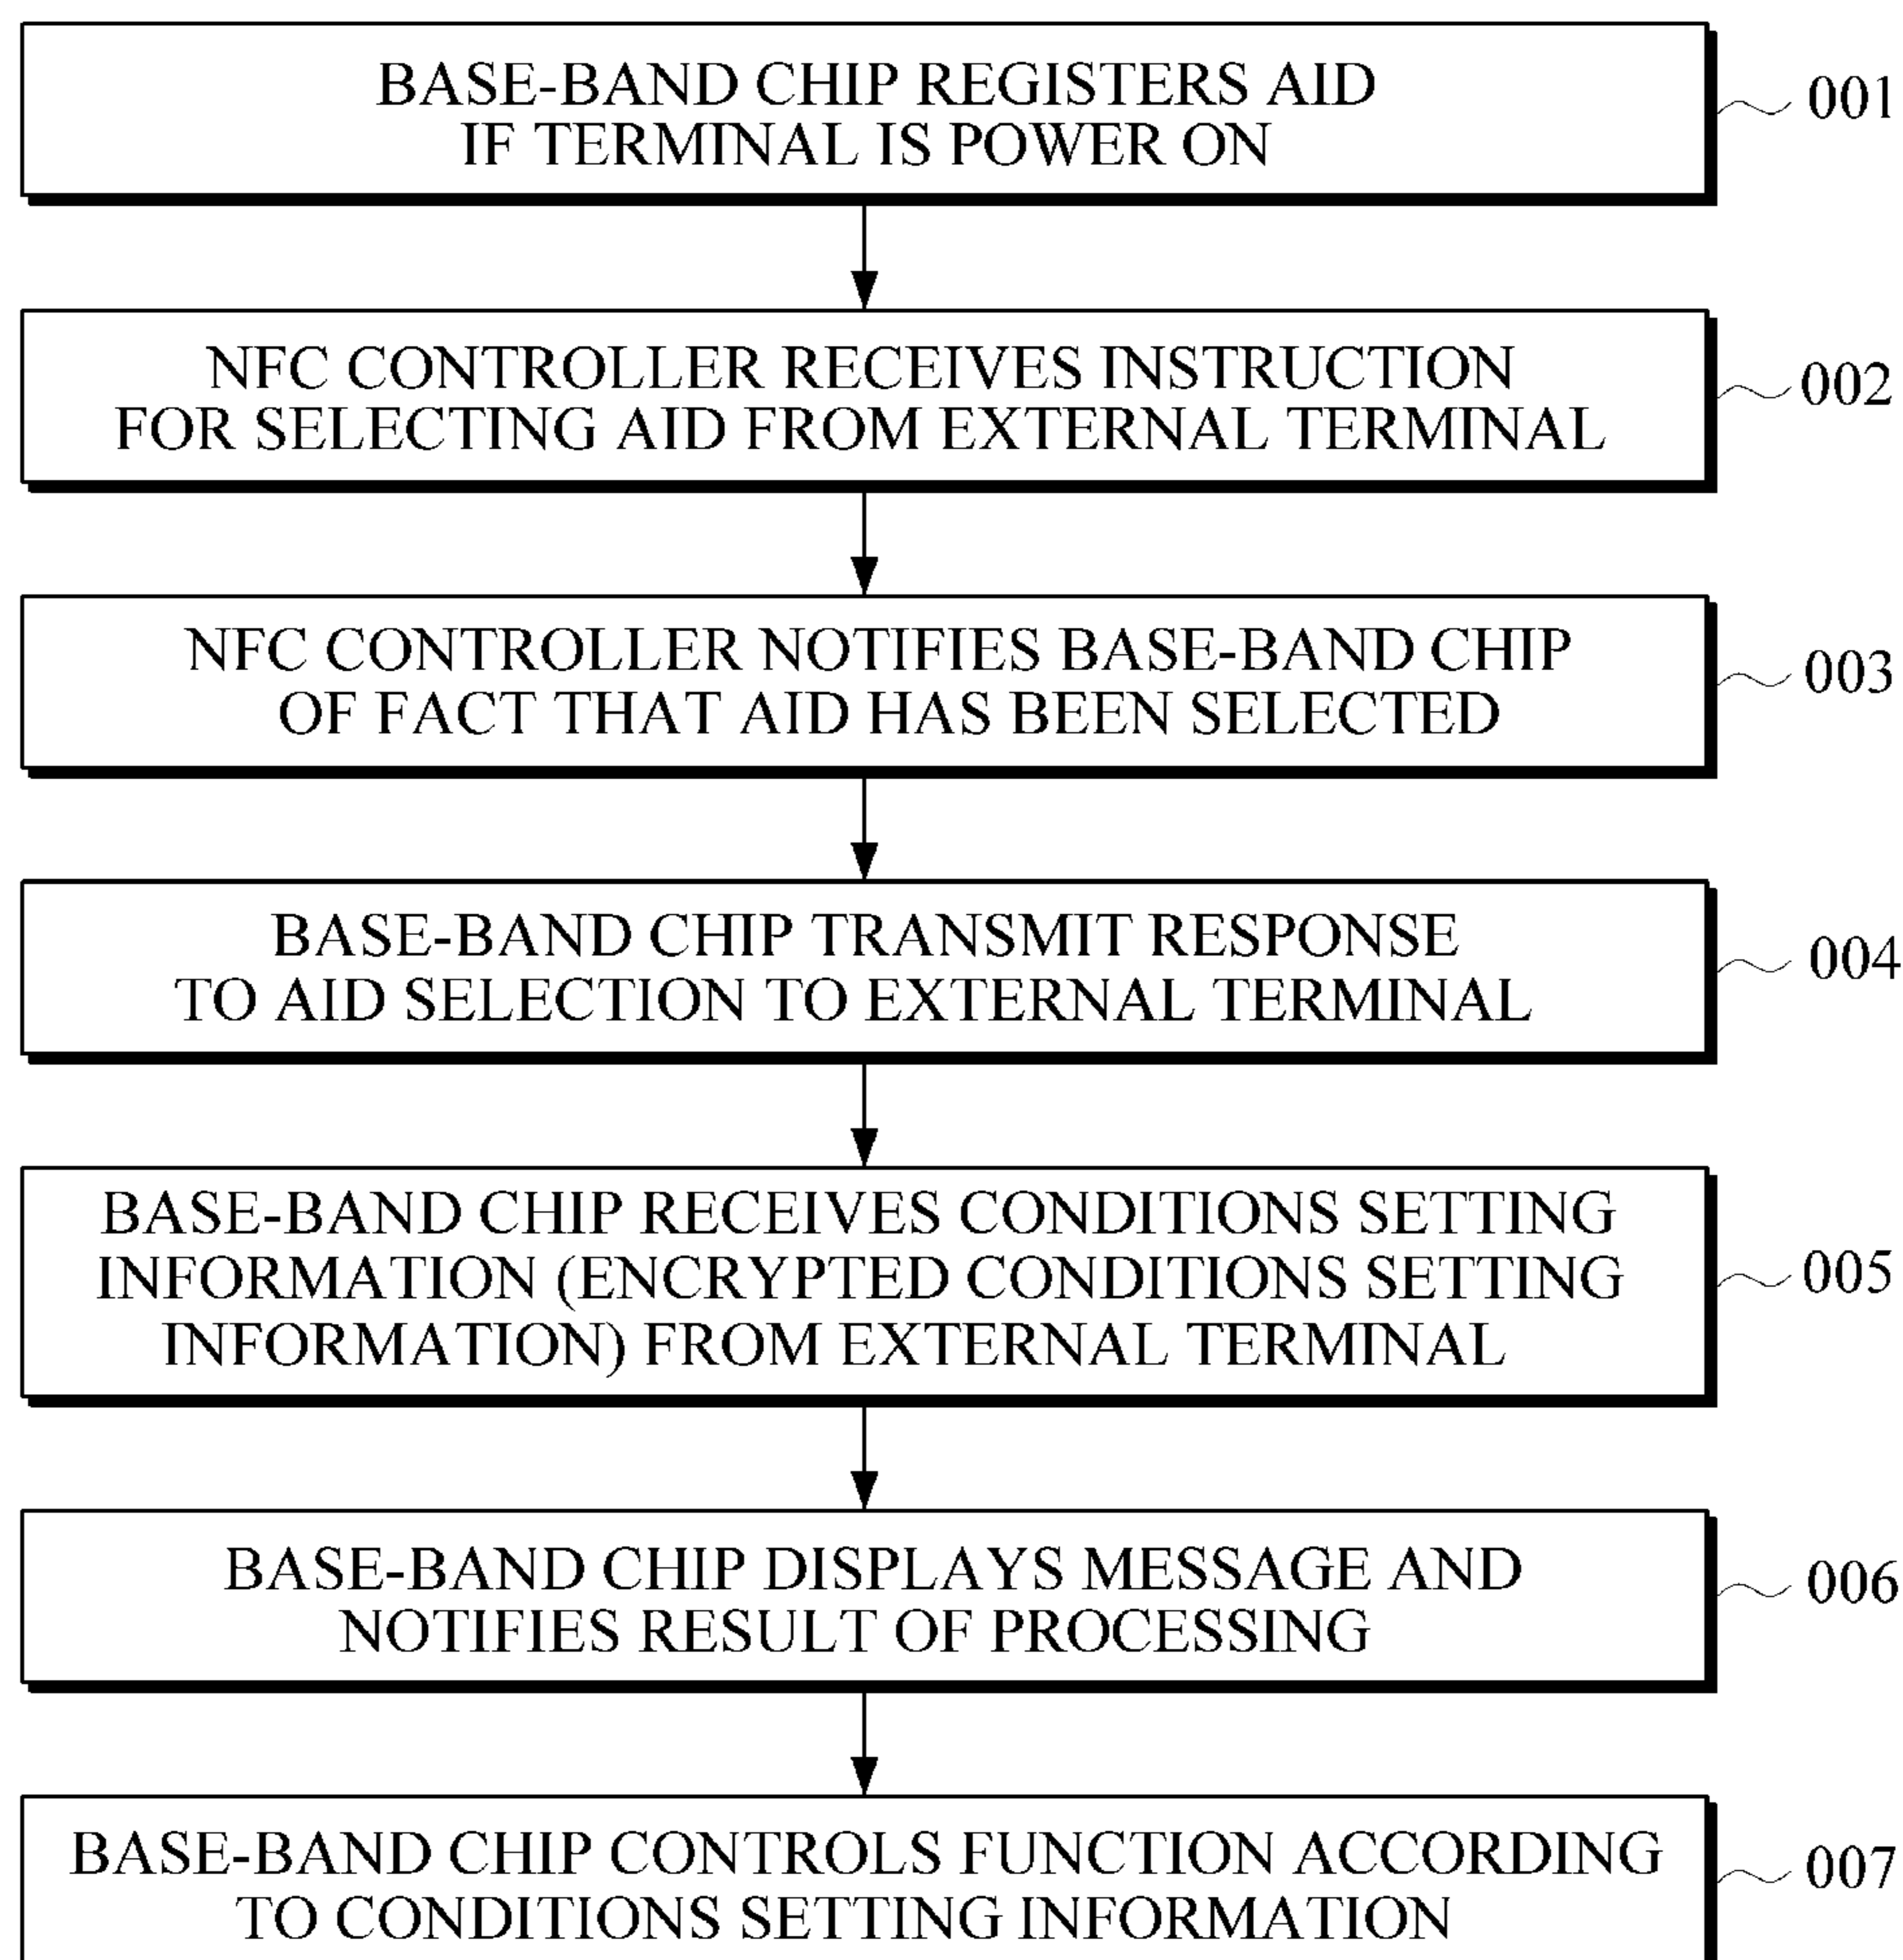 BASE-BAND CHIP REGISTERS AID
IF TERMINAL IS POWER ON
001
NFC CONTROLLER RECEIVES INSTRUCTION
FOR SELECTING AID FROM EXTERNAL TERMINAL
002
NFC CONTROLLER NOTIFIES BASE-BAND CHIP
OF FACT THAT AID HAS BEEN SELECTED
003
BASE-BAND CHIP TRANSMIT RESPONSE
TO AID SELECTION TO EXTERNAL TERMINAL
004
BASE-BAND CHIP RECEIVES CONDITIONS SETTING
INFORMATION (ENCRYPTED CONDITIONS SETTING
INFORMATION) FROM EXTERNAL TERMINAL
005
BASE-BAND CHIP DISPLAYS MESSAGE AND
NOTIFIES RESULT OF PROCESSING
006
BASE-BAND CHIP CONTROLS FUNCTION ACCORDING
TO CONDITIONS SETTING INFORMATION
007